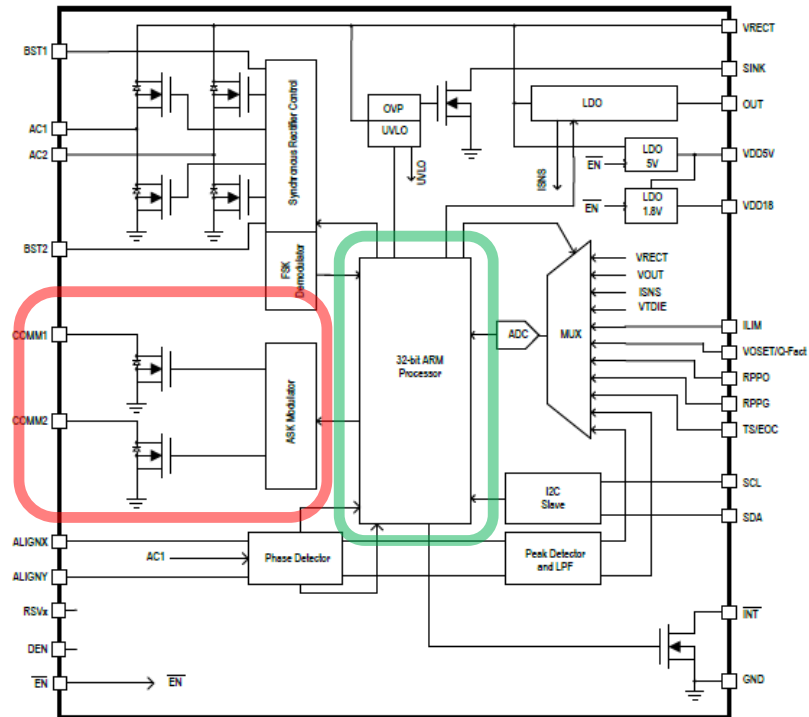 VRECT
BST1
SINK
OVP
LDO
OUT
UVLO
AC1
Synchronous Rectifier Control
LDO
5V
EN
VDD5V
AC2
UVLO
ISNS
LDO
1.8V
EN
VDD18
BST2
FSK
Demodulator
VRECT
VOUT
ISNS
VTDIE
COMM1
ADC
MUX
ILIM
VOSET/Q-Fact
32-bit ARM
Processor
RPPO
RPPG
ASK Modulator
COMM2
TS/EOC
I2C
Slave
SCL
SDA
ALIGNX
AC1
Phase Detector
Peak Detector
and LPF
ALIGNY
RSVx
INT
DEN
EN
EN
GND